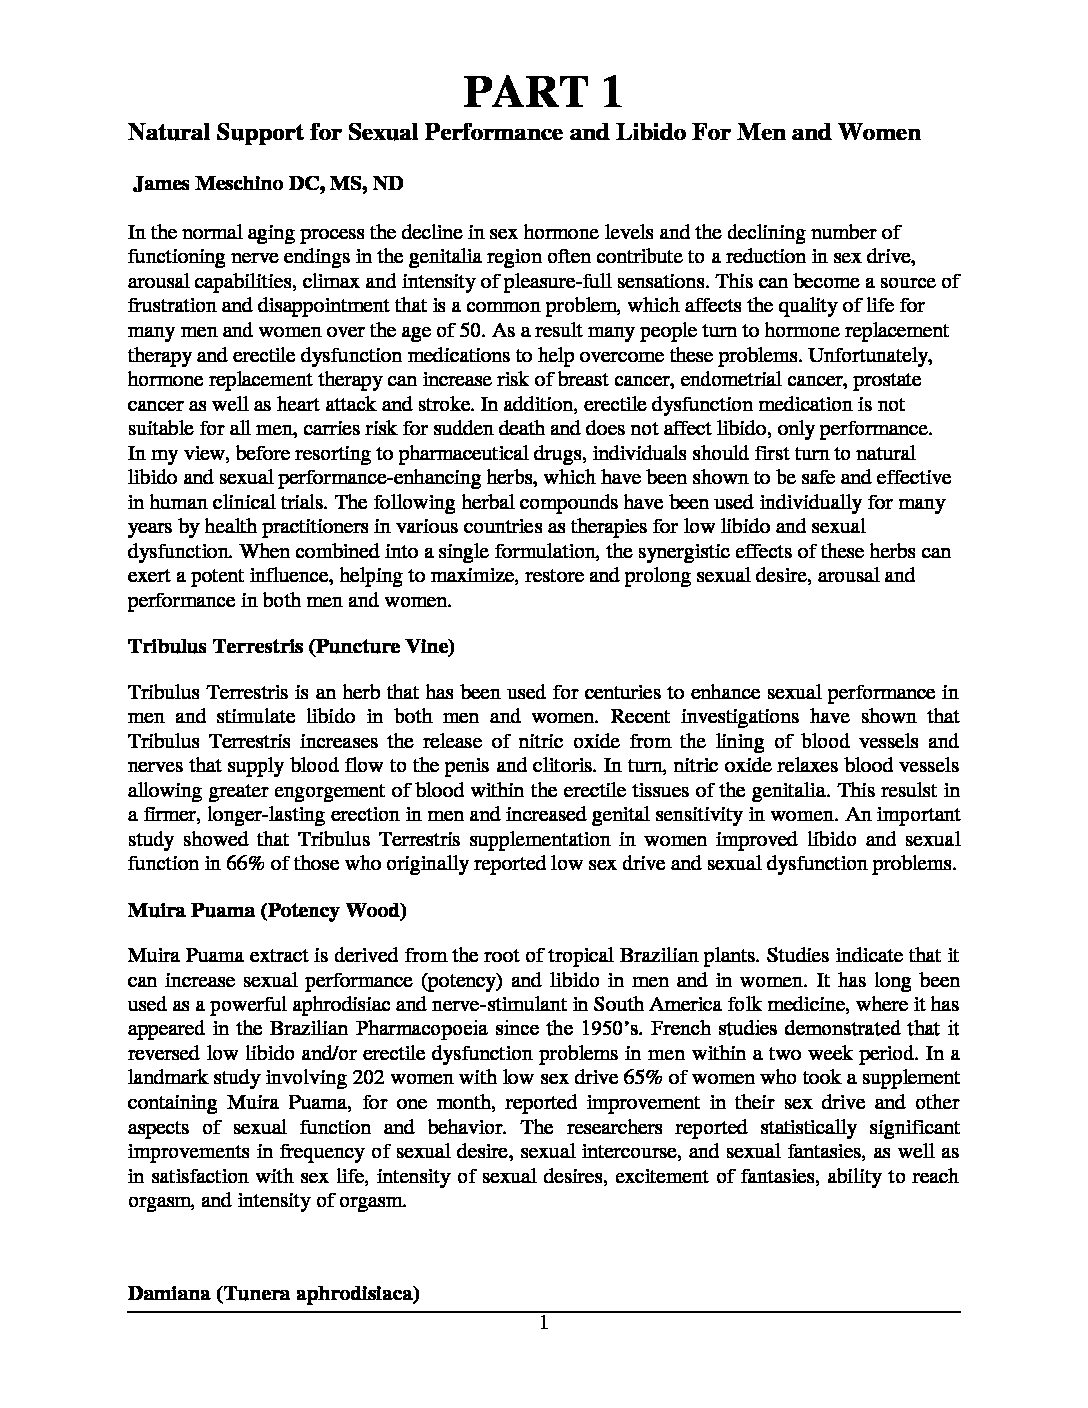 PART 1
Natural Support for Sexual Performance and Libido For Men and Women
James Meschino DC, MS, ND
In the normal aging process the decline in sex hormone levels and the declining number of
functioning nerve endings in the genitalia region often contribute to a reduction in sex drive,
arousal capabilities, climax and intensity of pleasure-full sensations. This can become a source of
frustration and disappointment that is a common problem, which affects the quality of life for
many men and women over the age of 50. As a result many people turn to hormone replacement
therapy and erectile dysfunction medications to help overcome these problems. Unfortunately,
hormone replacement therapy can increase risk of breast cancer, endometrial cancer, prostate
cancer as well as heart attack and stroke. In addition, erectile dysfunction medication is not
suitable for all men, carries risk for sudden death and does not affect libido, only performance.
In my view, before resorting to pharmaceutical drugs, individuals should first turn to natural
libido and sexual performance-enhancing herbs, which have been shown to be safe and effective
in human clinical trials. The following herbal compounds have been used individually for many
years by health practitioners in various countries as therapies for low libido and sexual
dysfunction. When combined into a single formulation, the synergistic effects of these herbs can
exert a potent influence, helping to maximize, restore and prolong sexual desire, arousal and
performance in both men and women.
Tribulus Terrestris (Puncture Vine)
Tribulus Terrestris is an herb that has been used for centuries to enhance sexual performance in
men and stimulate libido in both men and women. Recent investigations have shown that
Tribulus Terrestris increases the release of nitric oxide from the lining of blood vessels and
nerves that supply blood flow to the penis and clitoris. In turn, nitric oxide relaxes blood vessels
allowing greater engorgement of blood within the erectile tissues of the genitalia. This resulst in
a firmer, longer-lasting erection in men and increased genital sensitivity in women. An important
study showed that Tribulus Terrestris supplementation in women improved libido and sexual
function in 66% of those who originally reported low sex drive and sexual dysfunction problems.
Muira Puama (Potency Wood)
Muira Puama extract is derived from the root of tropical Brazilian plants. Studies indicate that it
can increase sexual performance (potency) and libido in men and in women. It has long been
used as a powerful aphrodisiac and nerve-stimulant in South America folk medicine, where it has
appeared in the Brazilian Pharmacopoeia since the 1950’s. French studies demonstrated that it
reversed low libido and/or erectile dysfunction problems in men within a two week period. In a
landmark study involving 202 women with low sex drive 65% of women who took a supplement
containing Muira Puama, for one month, reported improvement in their sex drive and other
aspects of sexual function and behavior. The researchers reported statistically significant
improvements in frequency of sexual desire, sexual intercourse, and sexual fantasies, as well as
in satisfaction with sex life, intensity of sexual desires, excitement of fantasies, ability to reach
orgasm, and intensity of orgasm.
Damiana (Tunera aphrodisiaca)
1